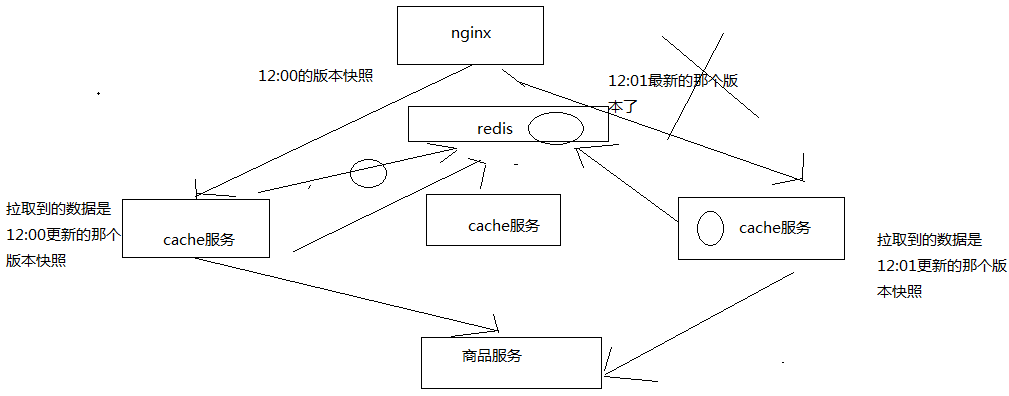 nginx
12:00的版本快照
12:01最新的那个版
本了
redis
拉取到的数据是
12:00更新的那个
版本快照
cache服务
cache服务
cache服务
拉取到的数据是
12:01更新的那个版
本快照
商品服务